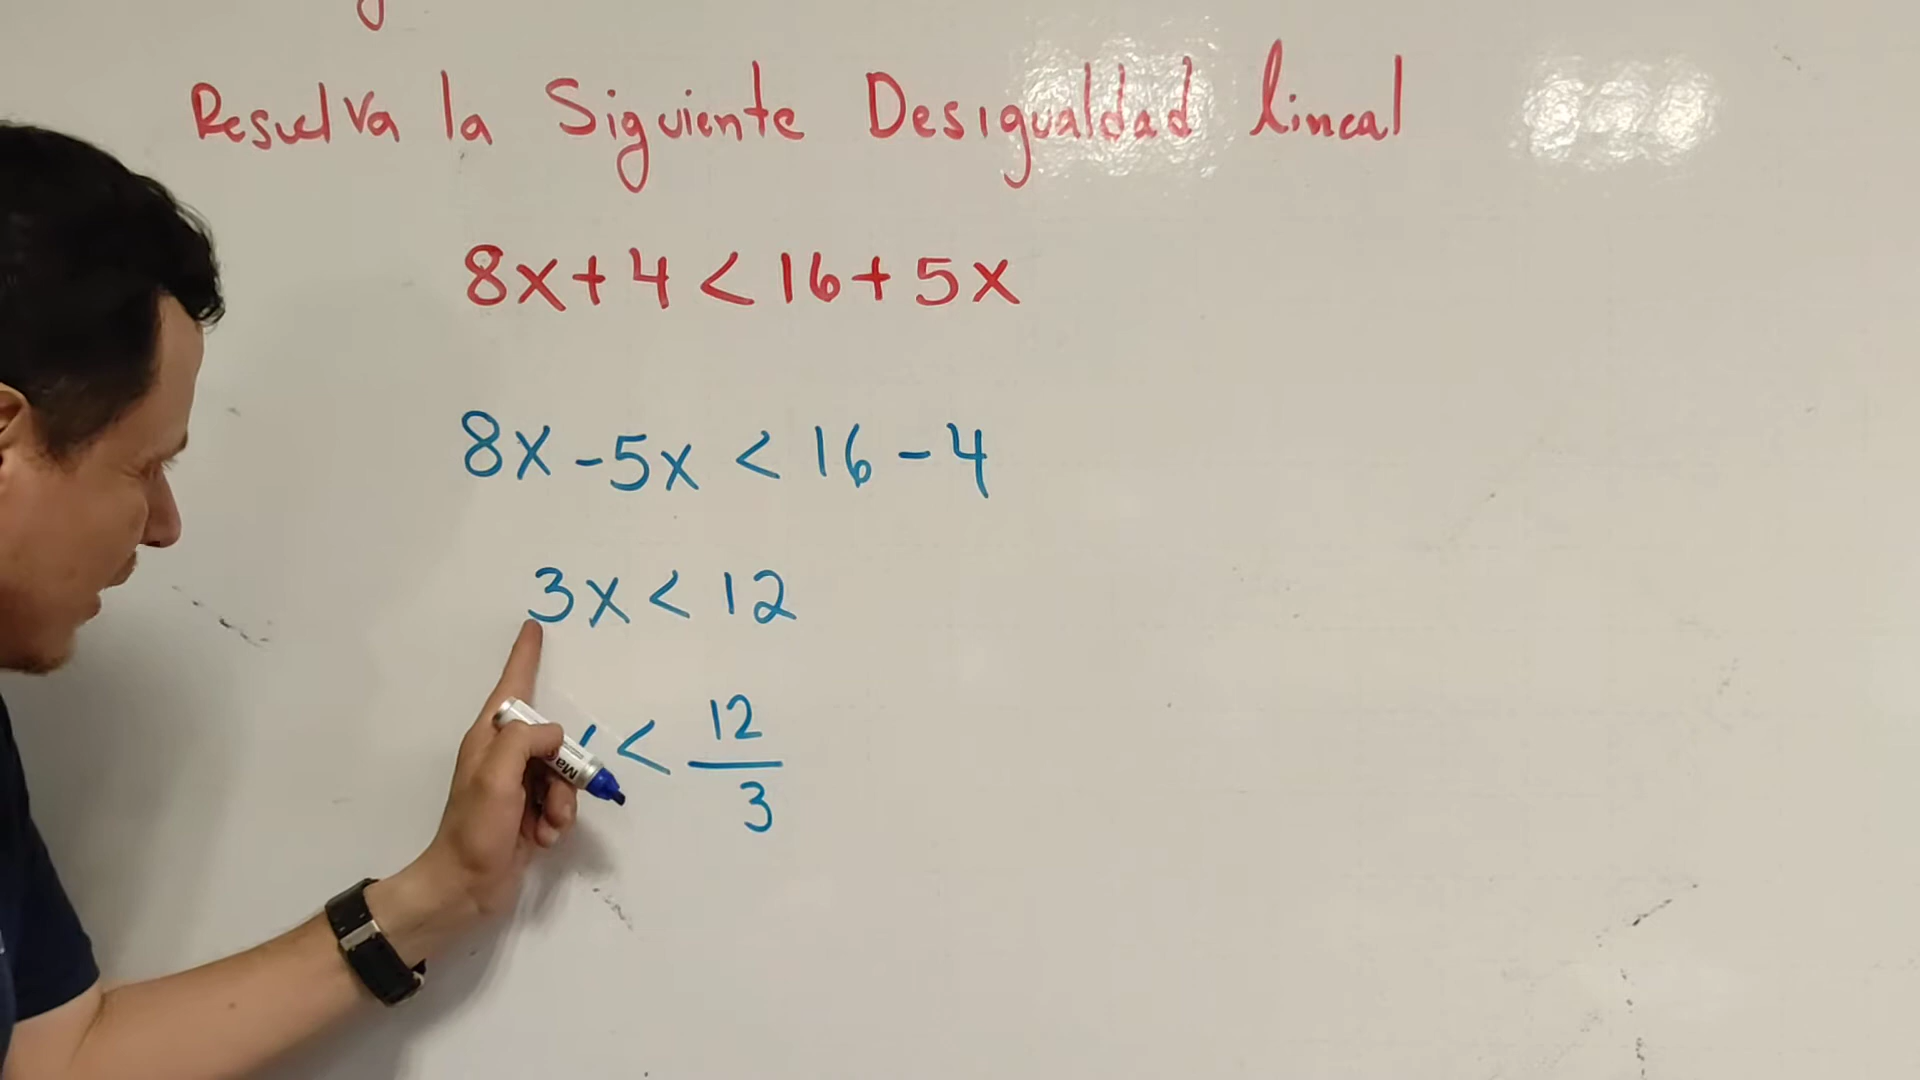 Resuelva la Siguiente Desigualdad lineal
8x + 4 < 16 + 5x
8x - 5x < 16 - 4
3x < 12
< 12/3